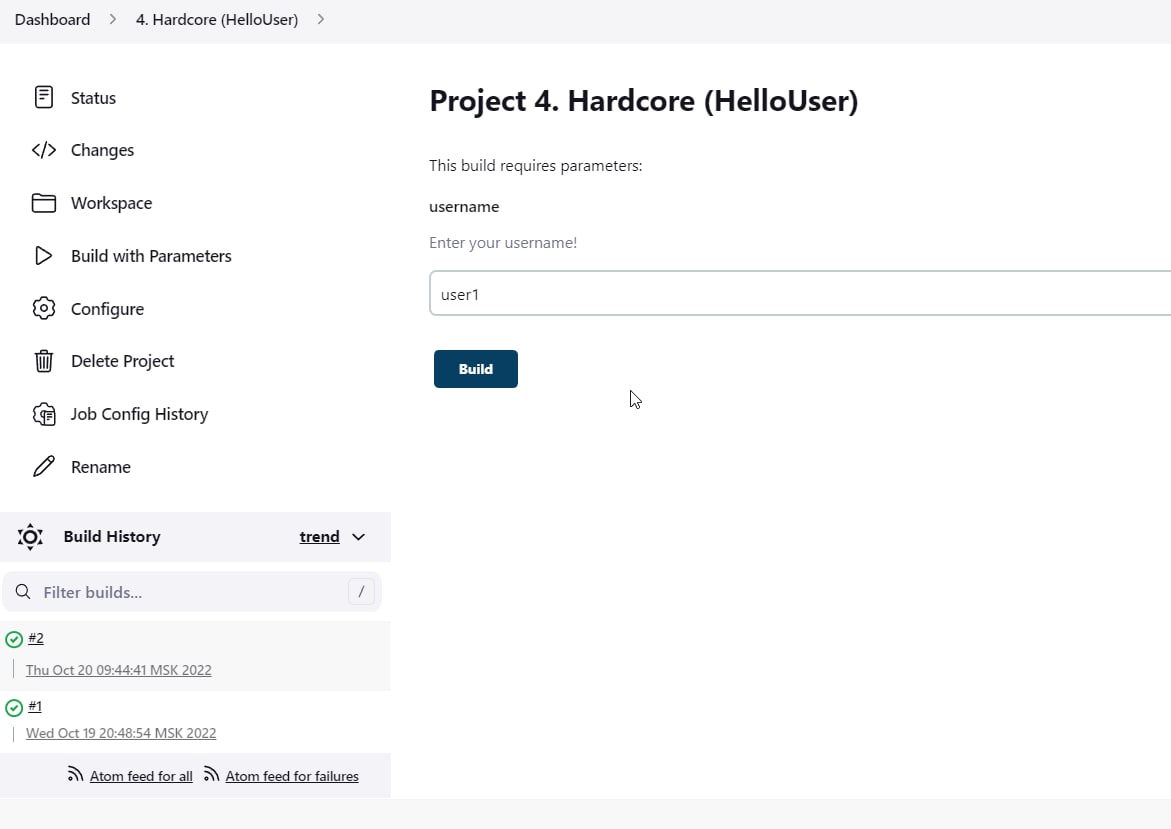 Dashboard
4. Hardcore (HelloUser)
Status
Changes
Workspace
Build with Parameters
Configure
Delete Project
Job Config History
Rename
Build History
trend
Filter builds...
/
#2
Thu Oct 20 09:44:41 MSK 2022
#1
Wed Oct 19 20:48:54 MSK 2022
Atom feed for all
Atom feed for failures
Project 4. Hardcore (HelloUser)
This build requires parameters:
username
Enter your username!
user1
Build